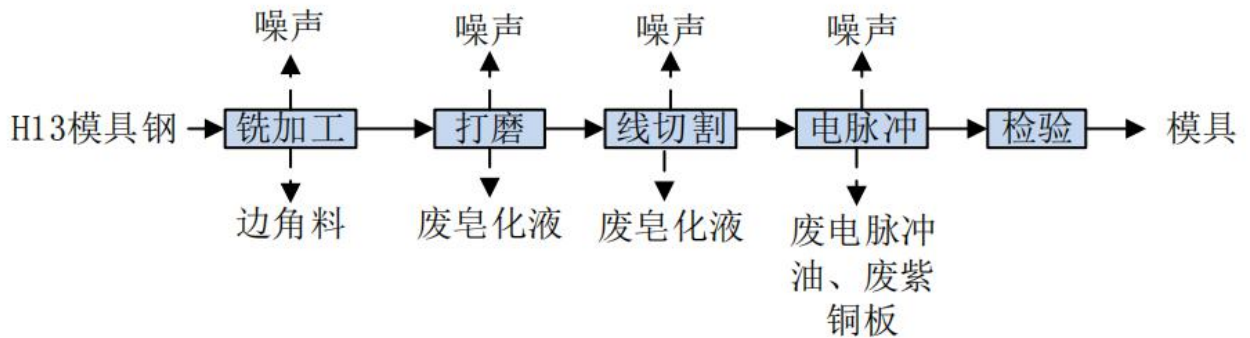 噪声
噪声
噪声
噪声
H13模具钢
铣加工
打磨
线切割
电脉冲
检验
模具
边角料
废皂化液
废皂化液
废电脉冲
油、废紫
铜板